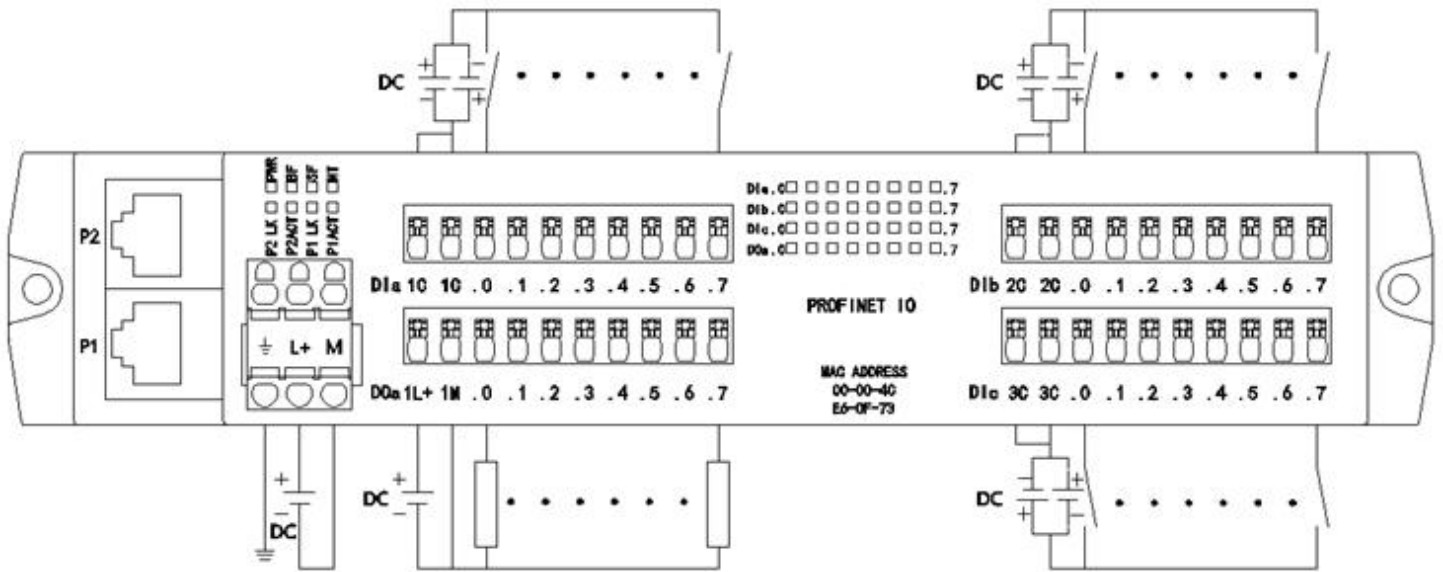 DC
+
-
-
+
DC
+
-
-
+
PWR
BF
SF
MT
P2 LK
P2ACT
P1 LK
P1ACT
DIa.0 .7
DIb.0 .7
DIc.0 .7
DOa.0 .7
P2
DIa 1C 1C .0 .1 .2 .3 .4 .5 .6 .7
DIb 2C 2C .0 .1 .2 .3 .4 .5 .6 .7
PROFINET IO
P1
L+ M
MAC ADDRESS
00-00-4C
E6-0F-73
DOa 1L+ 1M .0 .1 .2 .3 .4 .5 .6 .7
DIc 3C 3C .0 .1 .2 .3 .4 .5 .6 .7
+
-
DC
+
-
DC
-
+
+
-
DC